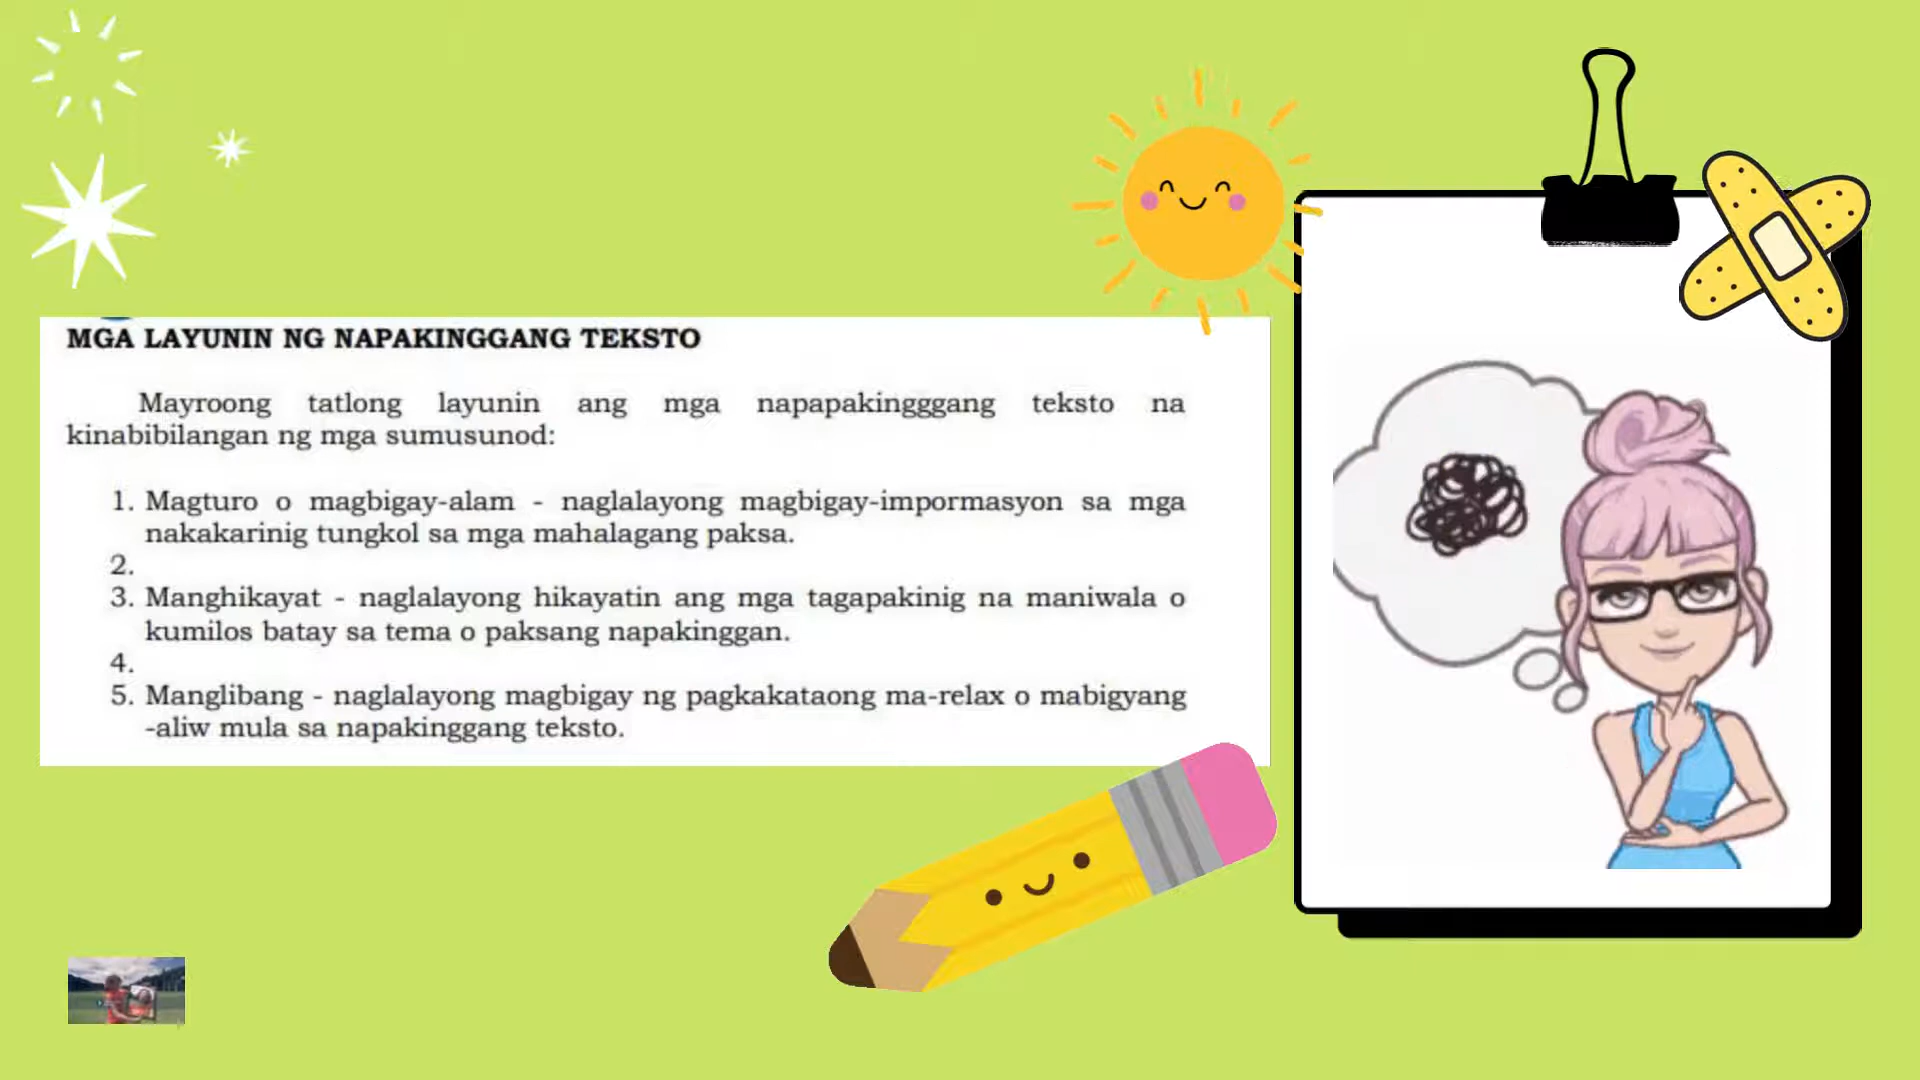 MGA LAYUNIN NG NAPAKINGGANG TEKSTO
Mayroong tatlong layunin ang mga napapakingggang teksto na
kinabibilangan ng mga sumusunod:
1. Magturo o magbigay-alam - naglalayong magbigay-impormasyon sa mga
nakakarinig tungkol sa mga mahalagang paksa.
2.
3. Manghikayat - naglalayong hikayatin ang mga tagapakinig na maniwala o
kumilos batay sa tema o paksang napakinggan.
4.
5. Manglibang - naglalayong magbigay ng pagkakataong ma-relax o mabigyang
-aliw mula sa napakinggang teksto.